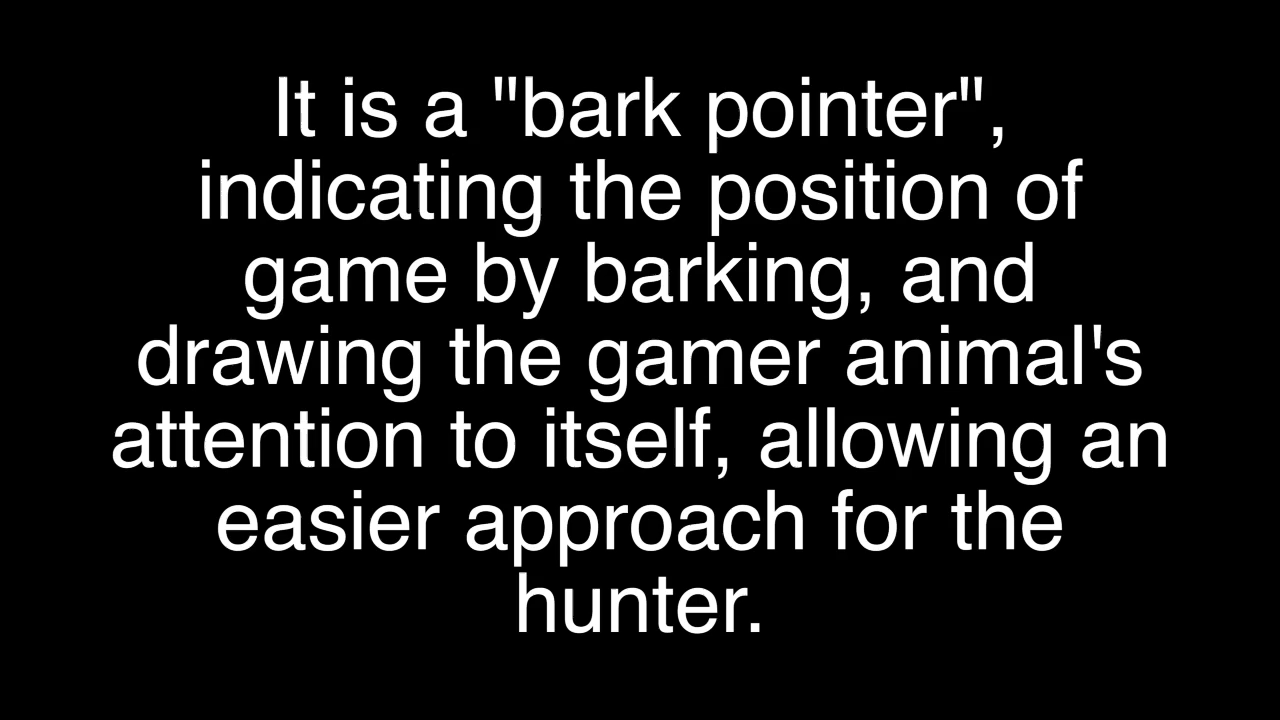 It is a "bark pointer",
indicating the position of
game by barking, and
drawing the gamer animal's
attention to itself, allowing an
easier approach for the
hunter.